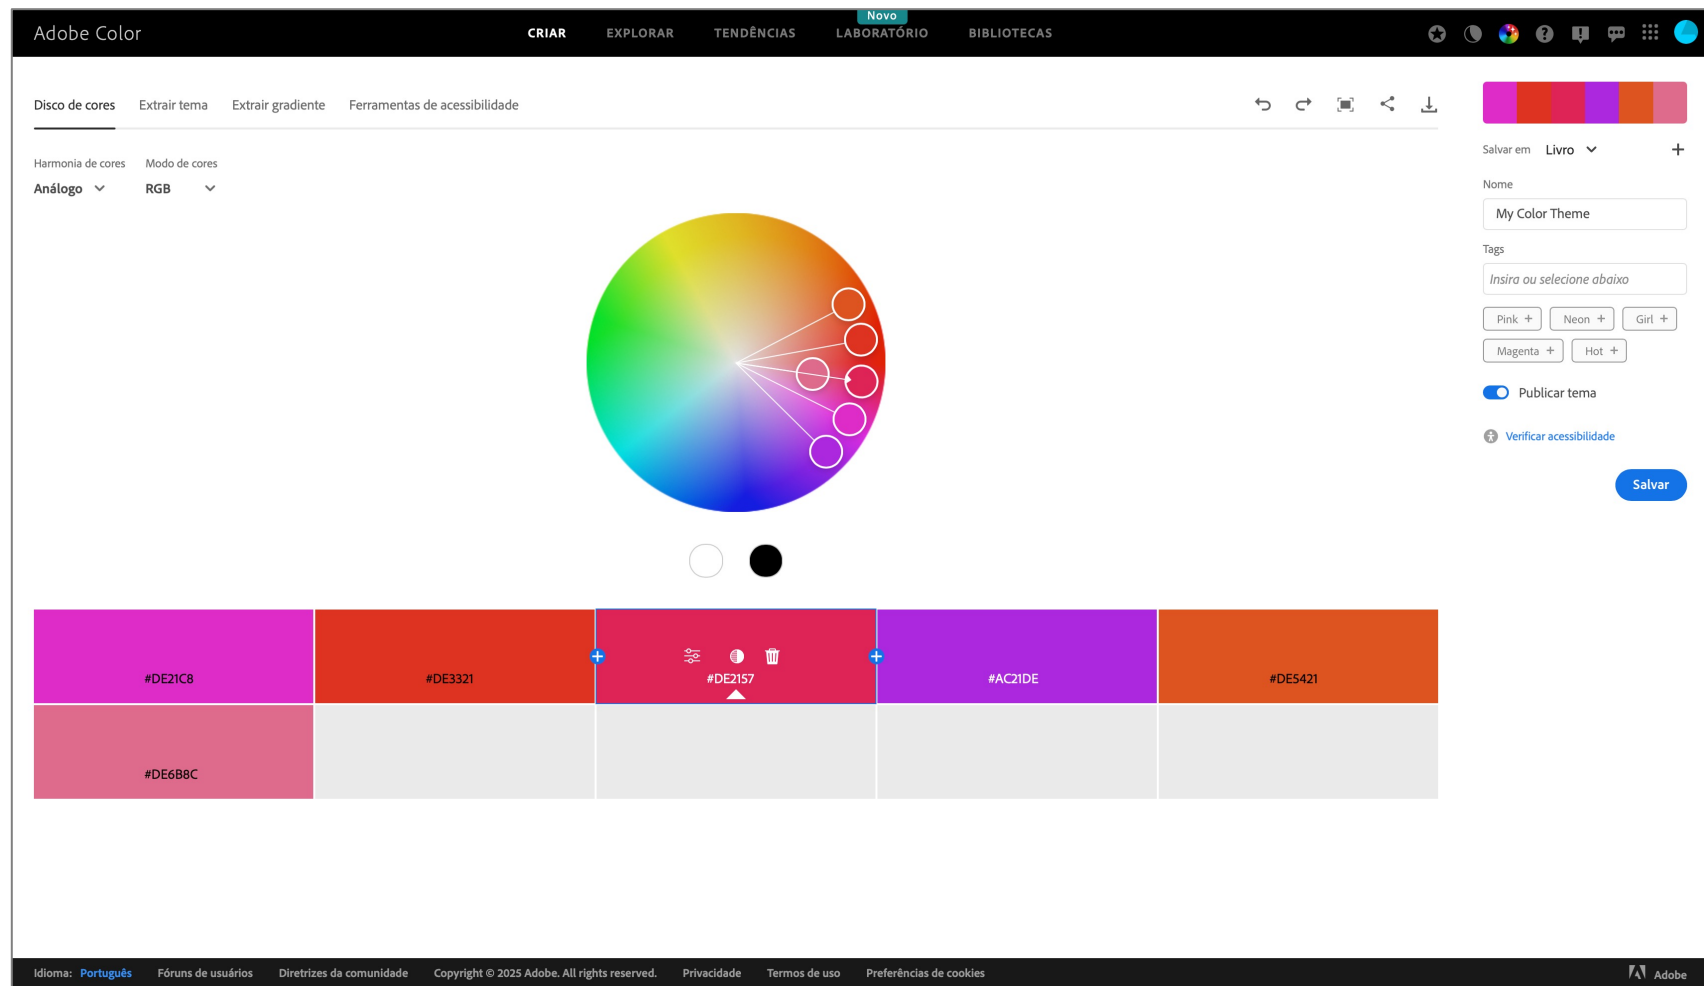 Novo
Adobe Color CRIAR EXPLORAR TENDÊNCIAS LABORATÓRIO BIBLIOTECAS
Disco de cores Extrair tema Extrair gradiente Ferramentas de acessibilidade
Harmonia de cores Modo de cores
Análogo RGB
Salvar em Livro
Nome
My Color Theme
Tags
Insira ou selecione abaixo
Pink + Neon + Girl +
Magenta + Hot +
Publicar tema
Verificar acessibilidade
Salvar
#DE21C8 #DE3321 #DE2157 #AC21DE #DE5421
#DE6B8C
Idioma: Português Fóruns de usuários Diretrizes da comunidade Copyright © 2025 Adobe. All rights reserved. Privacidade Termos de uso Preferências de cookies Adobe